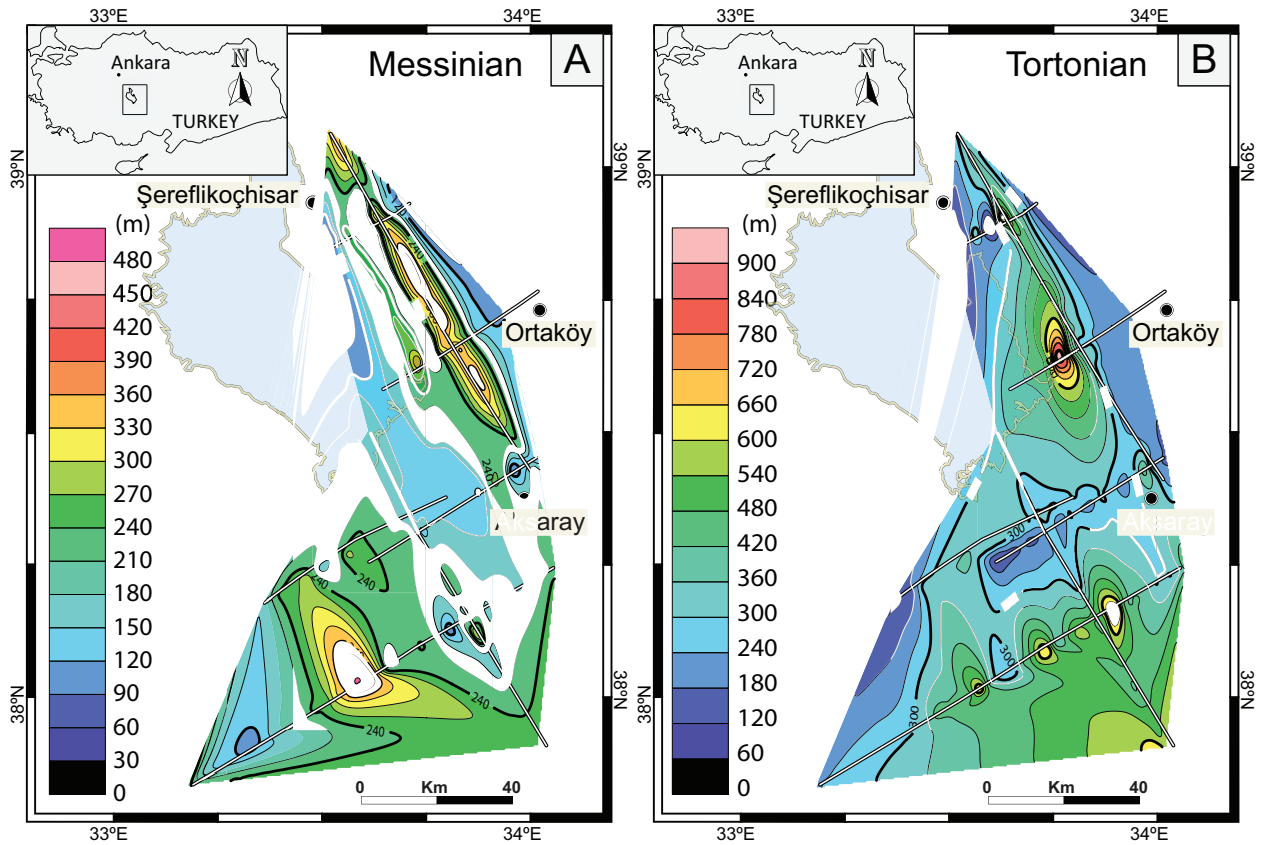 33ºE
34ºE
33ºE
34ºE
Ankara
N
TURKEY
Messinian
A
Ankara
N
TURKEY
Tortonian
B
39ºN
39ºN
39ºN
Şereflikoçhisar
Şereflikoçhisar
(m)
480
450
420
390
360
330
300
270
240
210
180
150
120
90
60
30
0
120
240
Ortaköy
240
Aksaray
240
240
240
240
(m)
900
840
780
720
660
600
540
480
420
360
300
240
180
120
60
0
Ortaköy
300
Aksaray
300
300
38ºN
38ºN
38ºN
0
Km
40
0
Km
40
33ºE
34ºE
33ºE
34ºE